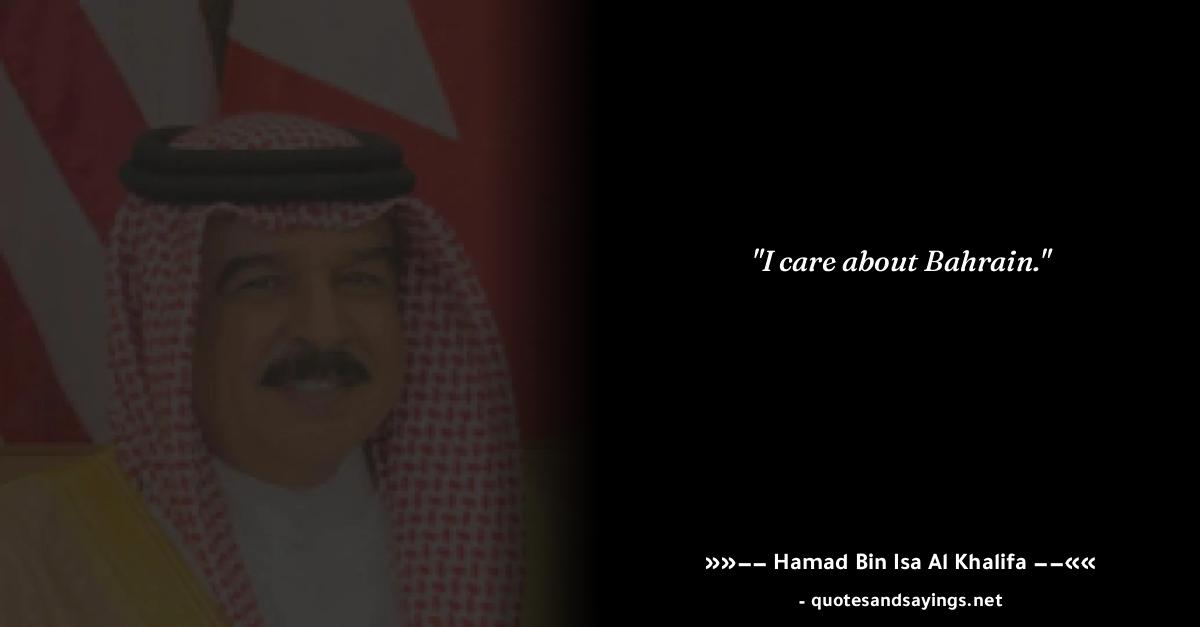 "I care about Bahrain."
»»−− Hamad Bin Isa Al Khalifa −−««
- quotesandsayings.net